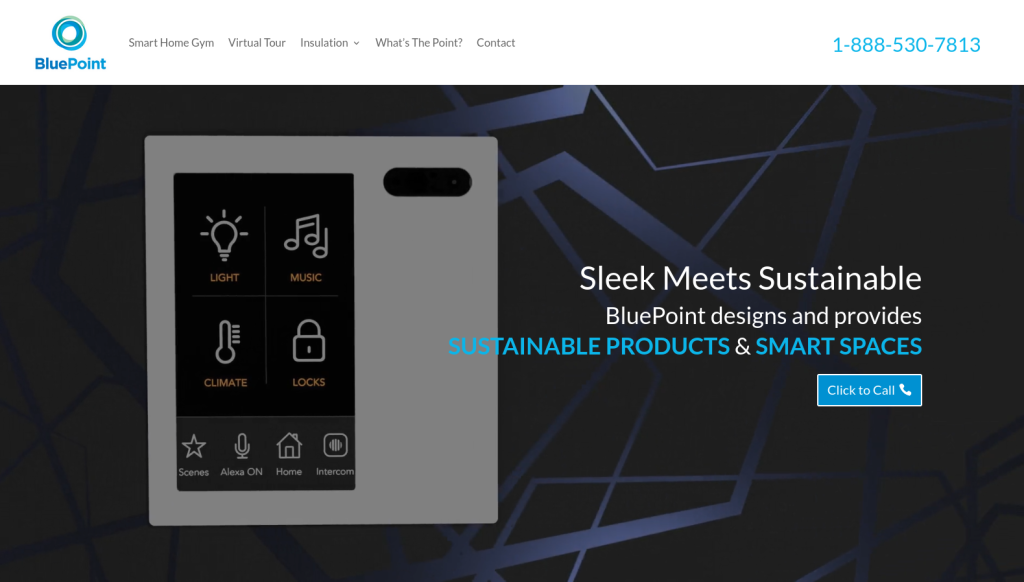 BluePoint
Smart Home Gym
Virtual Tour
Insulation
What's The Point?
Contact
1-888-530-7813
LIGHT
MUSIC
CLIMATE
LOCKS
Scenes
Alexa ON
Home
Intercom
Sleek Meets Sustainable
BluePoint designs and provides
SUSTAINABLE PRODUCTS & SMART SPACES
Click to Call